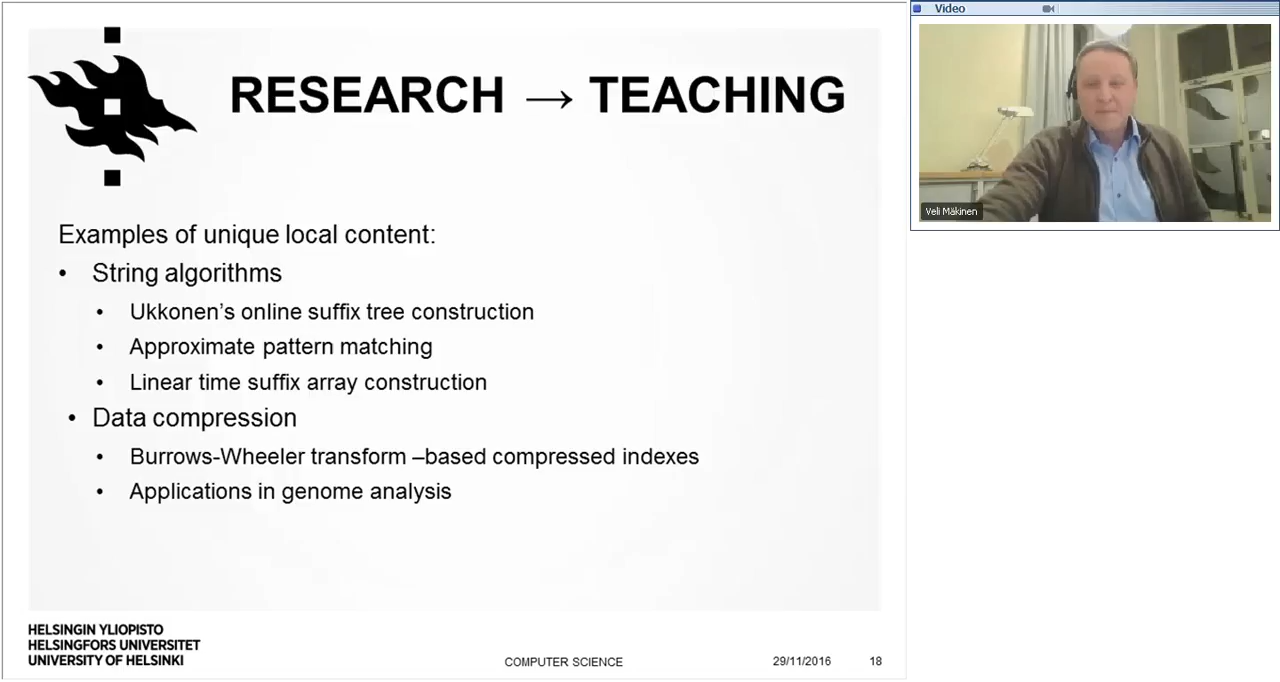 RESEARCH → TEACHING
Examples of unique local content:
• String algorithms
• Ukkonen’s online suffix tree construction
• Approximate pattern matching
• Linear time suffix array construction
• Data compression
• Burrows-Wheeler transform –based compressed indexes
• Applications in genome analysis
HELSINGIN YLIOPISTO
HELSINGFORS UNIVERSITET
UNIVERSITY OF HELSINKI
COMPUTER SCIENCE
29/11/2016
18
Video
Veli Mäkinen